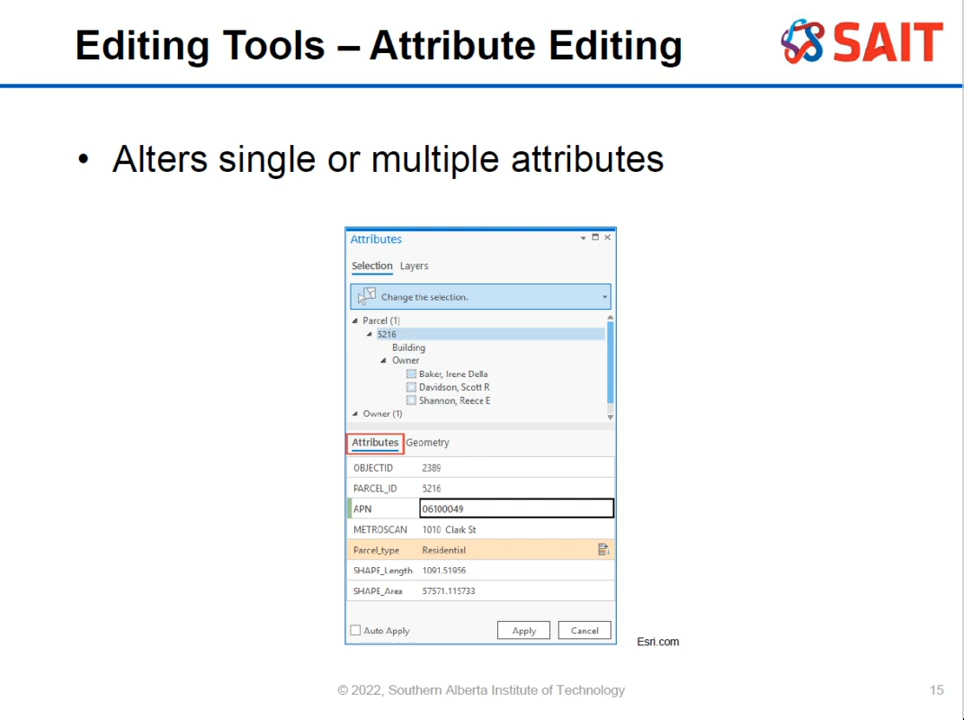 Editing Tools – Attribute Editing
SAIT
• Alters single or multiple attributes
Attributes
Selection Layers
Change the selection.
Parcel (1)
5216
Building
Owner
Baker, Irene Della
Davidson, Scott R
Shannon, Reece E
Owner (1)
Attributes Geometry
OBJECTID 2389
PARCEL_ID 5216
APN 06100049
METROSCAN 1010 Clark St
Parcel_type Residential
SHAPE_Length 1091.51956
SHAPE_Area 57571.115733
Auto Apply Apply Cancel
Esri.com
© 2022, Southern Alberta Institute of Technology 15